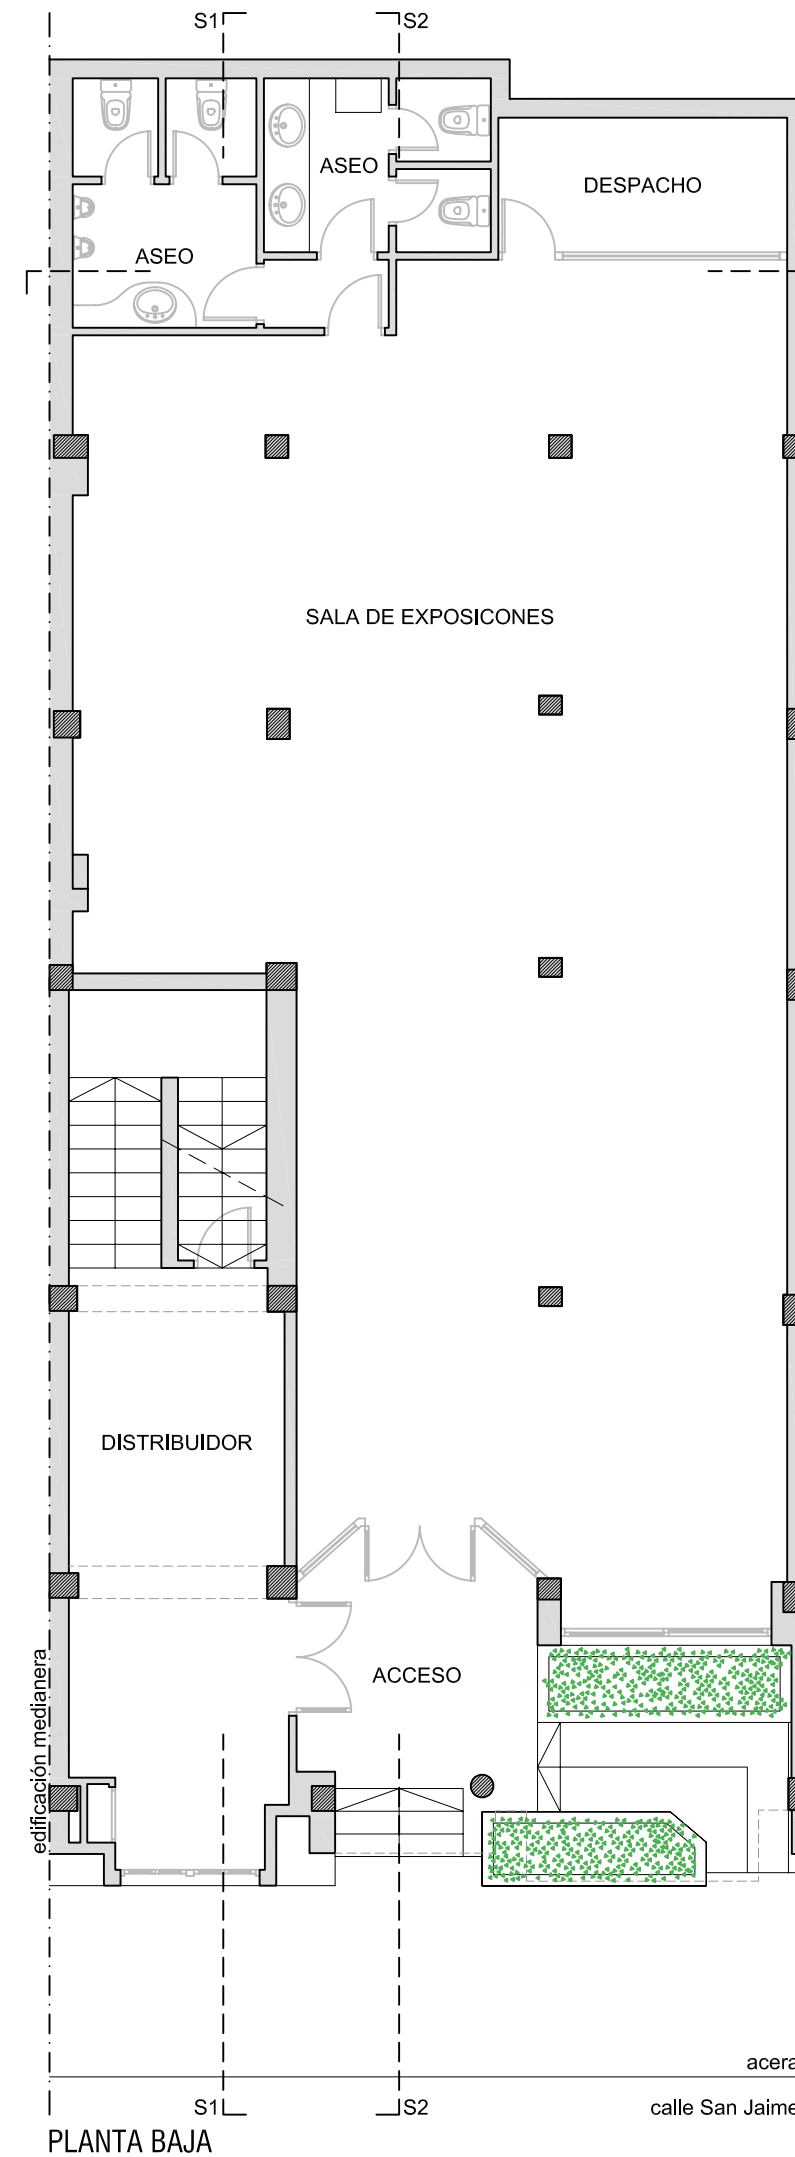 S1 S2
ASEO
DESPACHO
ASEO
SALA DE EXPOSICONES
DISTRIBUIDOR
ACCESO
edificación medianera
acera
S1 S2
calle San Jaime
PLANTA BAJA